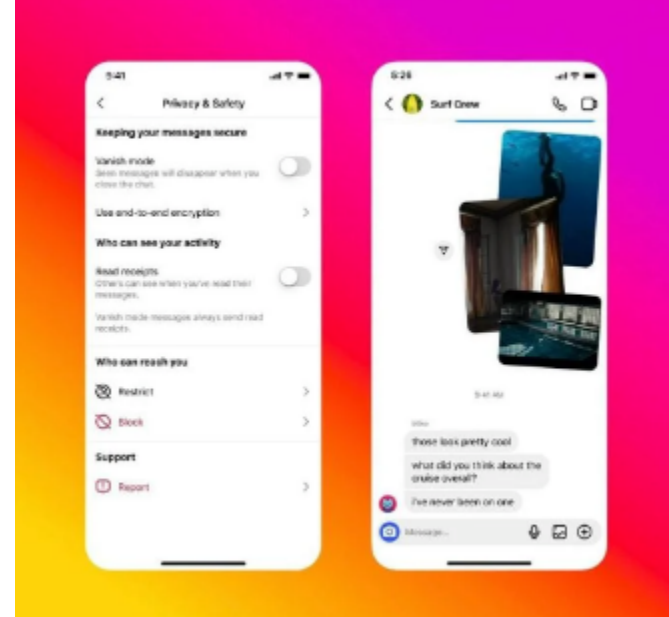 9:41
Privacy & Safety
Keeping your messages secure
Vanish mode
Seen messages will disappear when you
close the chat.
Use end-to-end encryption
Who can see your activity
Read receipts
Others can see when you've read their
messages.
Vanish mode messages always send read
receipts.
Who can reach you
Restrict
Block
Support
Report
5:26
Surf Crew
9:41 AM
those look pretty cool
what did you think about the
cruise overall?
I've never been on one
Message...